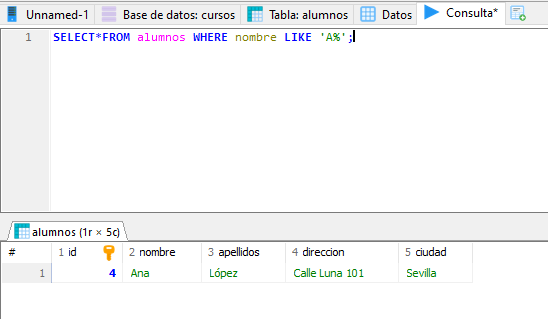 Unnamed-1 Base de datos: cursos Tabla: alumnos Datos Consulta*
1 SELECT*FROM alumnos WHERE nombre LIKE 'A%';
alumnos (1r × 5c)
# 1 id 2 nombre 3 apellidos 4 direccion 5 ciudad
1 4 Ana López Calle Luna 101 Sevilla